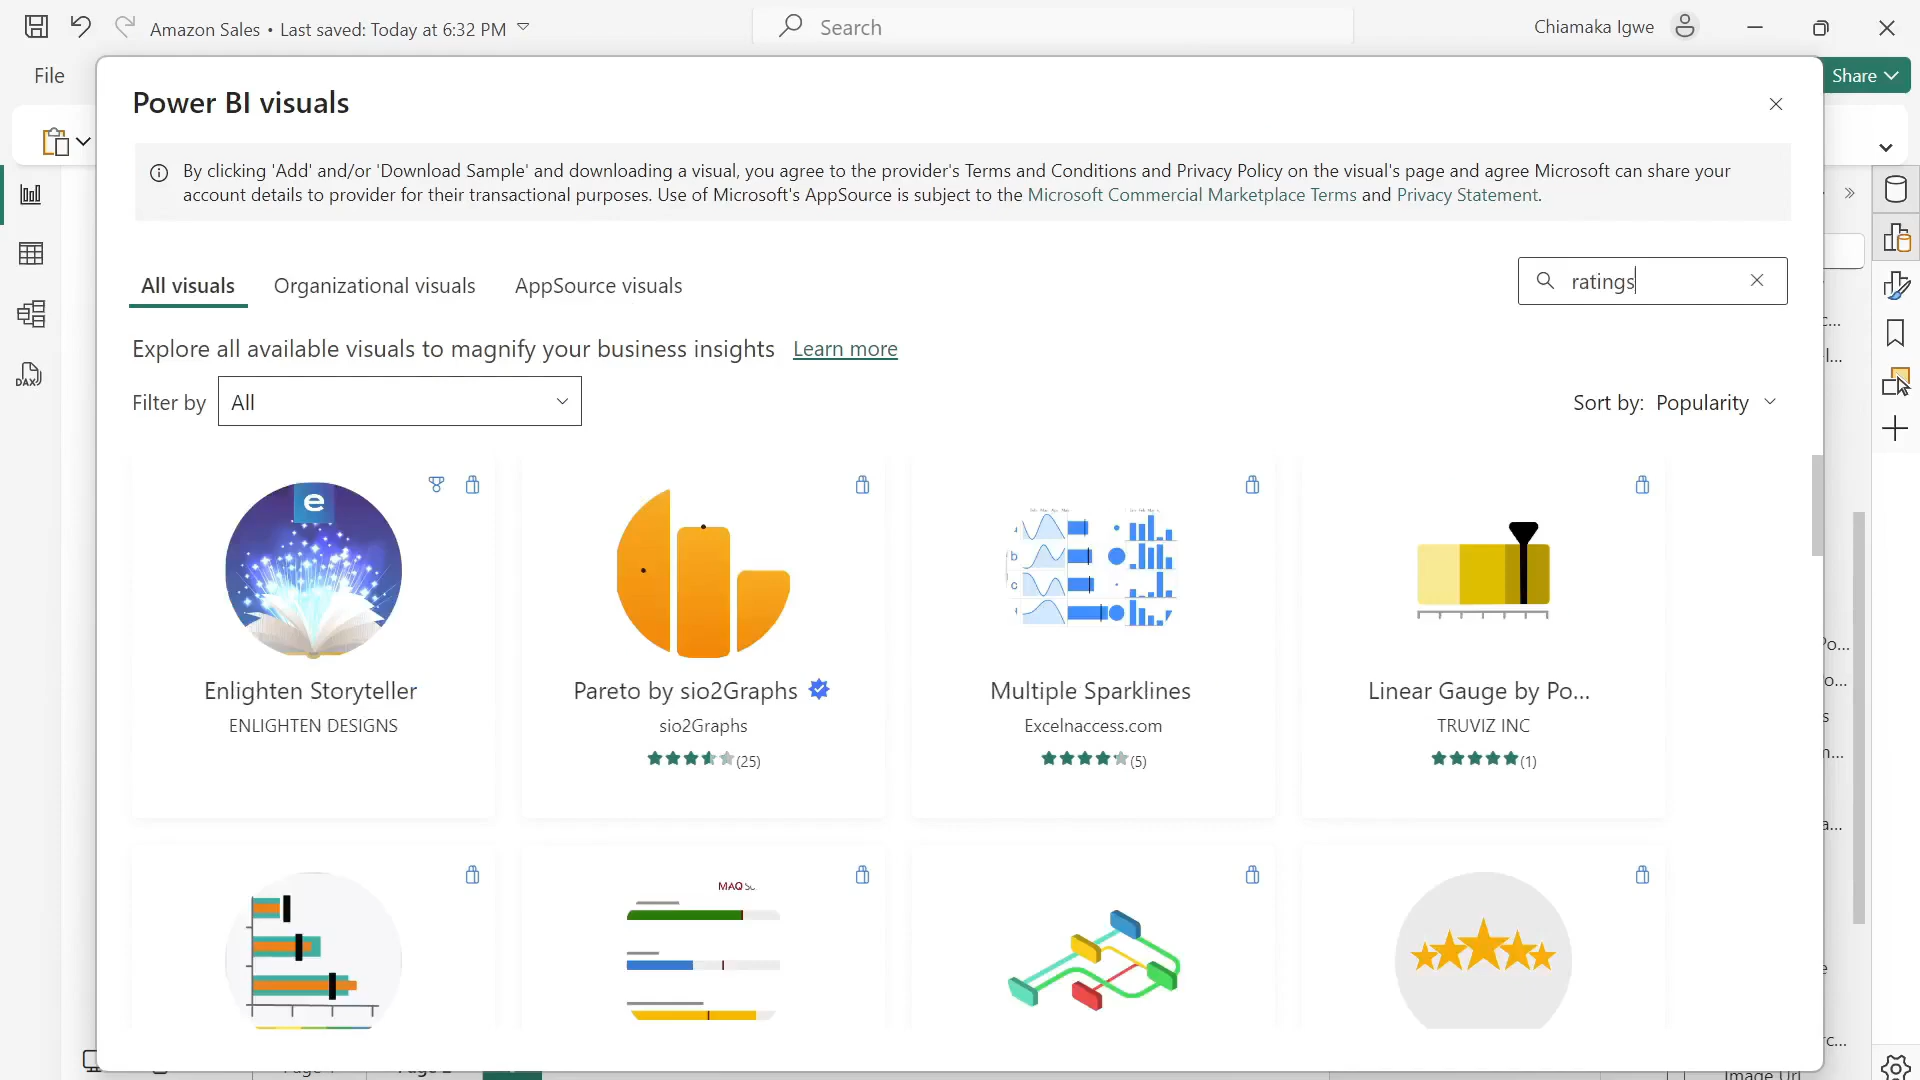 Amazon Sales • Last saved: Today at 6:32 PM
Search
Chiamaka Igwe
File
Share
Power BI visuals
By clicking 'Add' and/or 'Download Sample' and downloading a visual, you agree to the provider's Terms and Conditions and Privacy Policy on the visual's page and agree Microsoft can share your
account details to provider for their transactional purposes. Use of Microsoft's AppSource is subject to the Microsoft Commercial Marketplace Terms and Privacy Statement.
All visuals
Organizational visuals
AppSource visuals
ratings
Explore all available visuals to magnify your business insights Learn more
Filter by
All
Sort by: Popularity
DAX
e
Enlighten Storyteller
ENLIGHTEN DESIGNS
Pareto by sio2Graphs
sio2Graphs
(25)
b
c
Multiple Sparklines
Excelnaccess.com
(5)
Linear Gauge by Po...
TRUVIZ INC
(1)
MAQ
Image Url